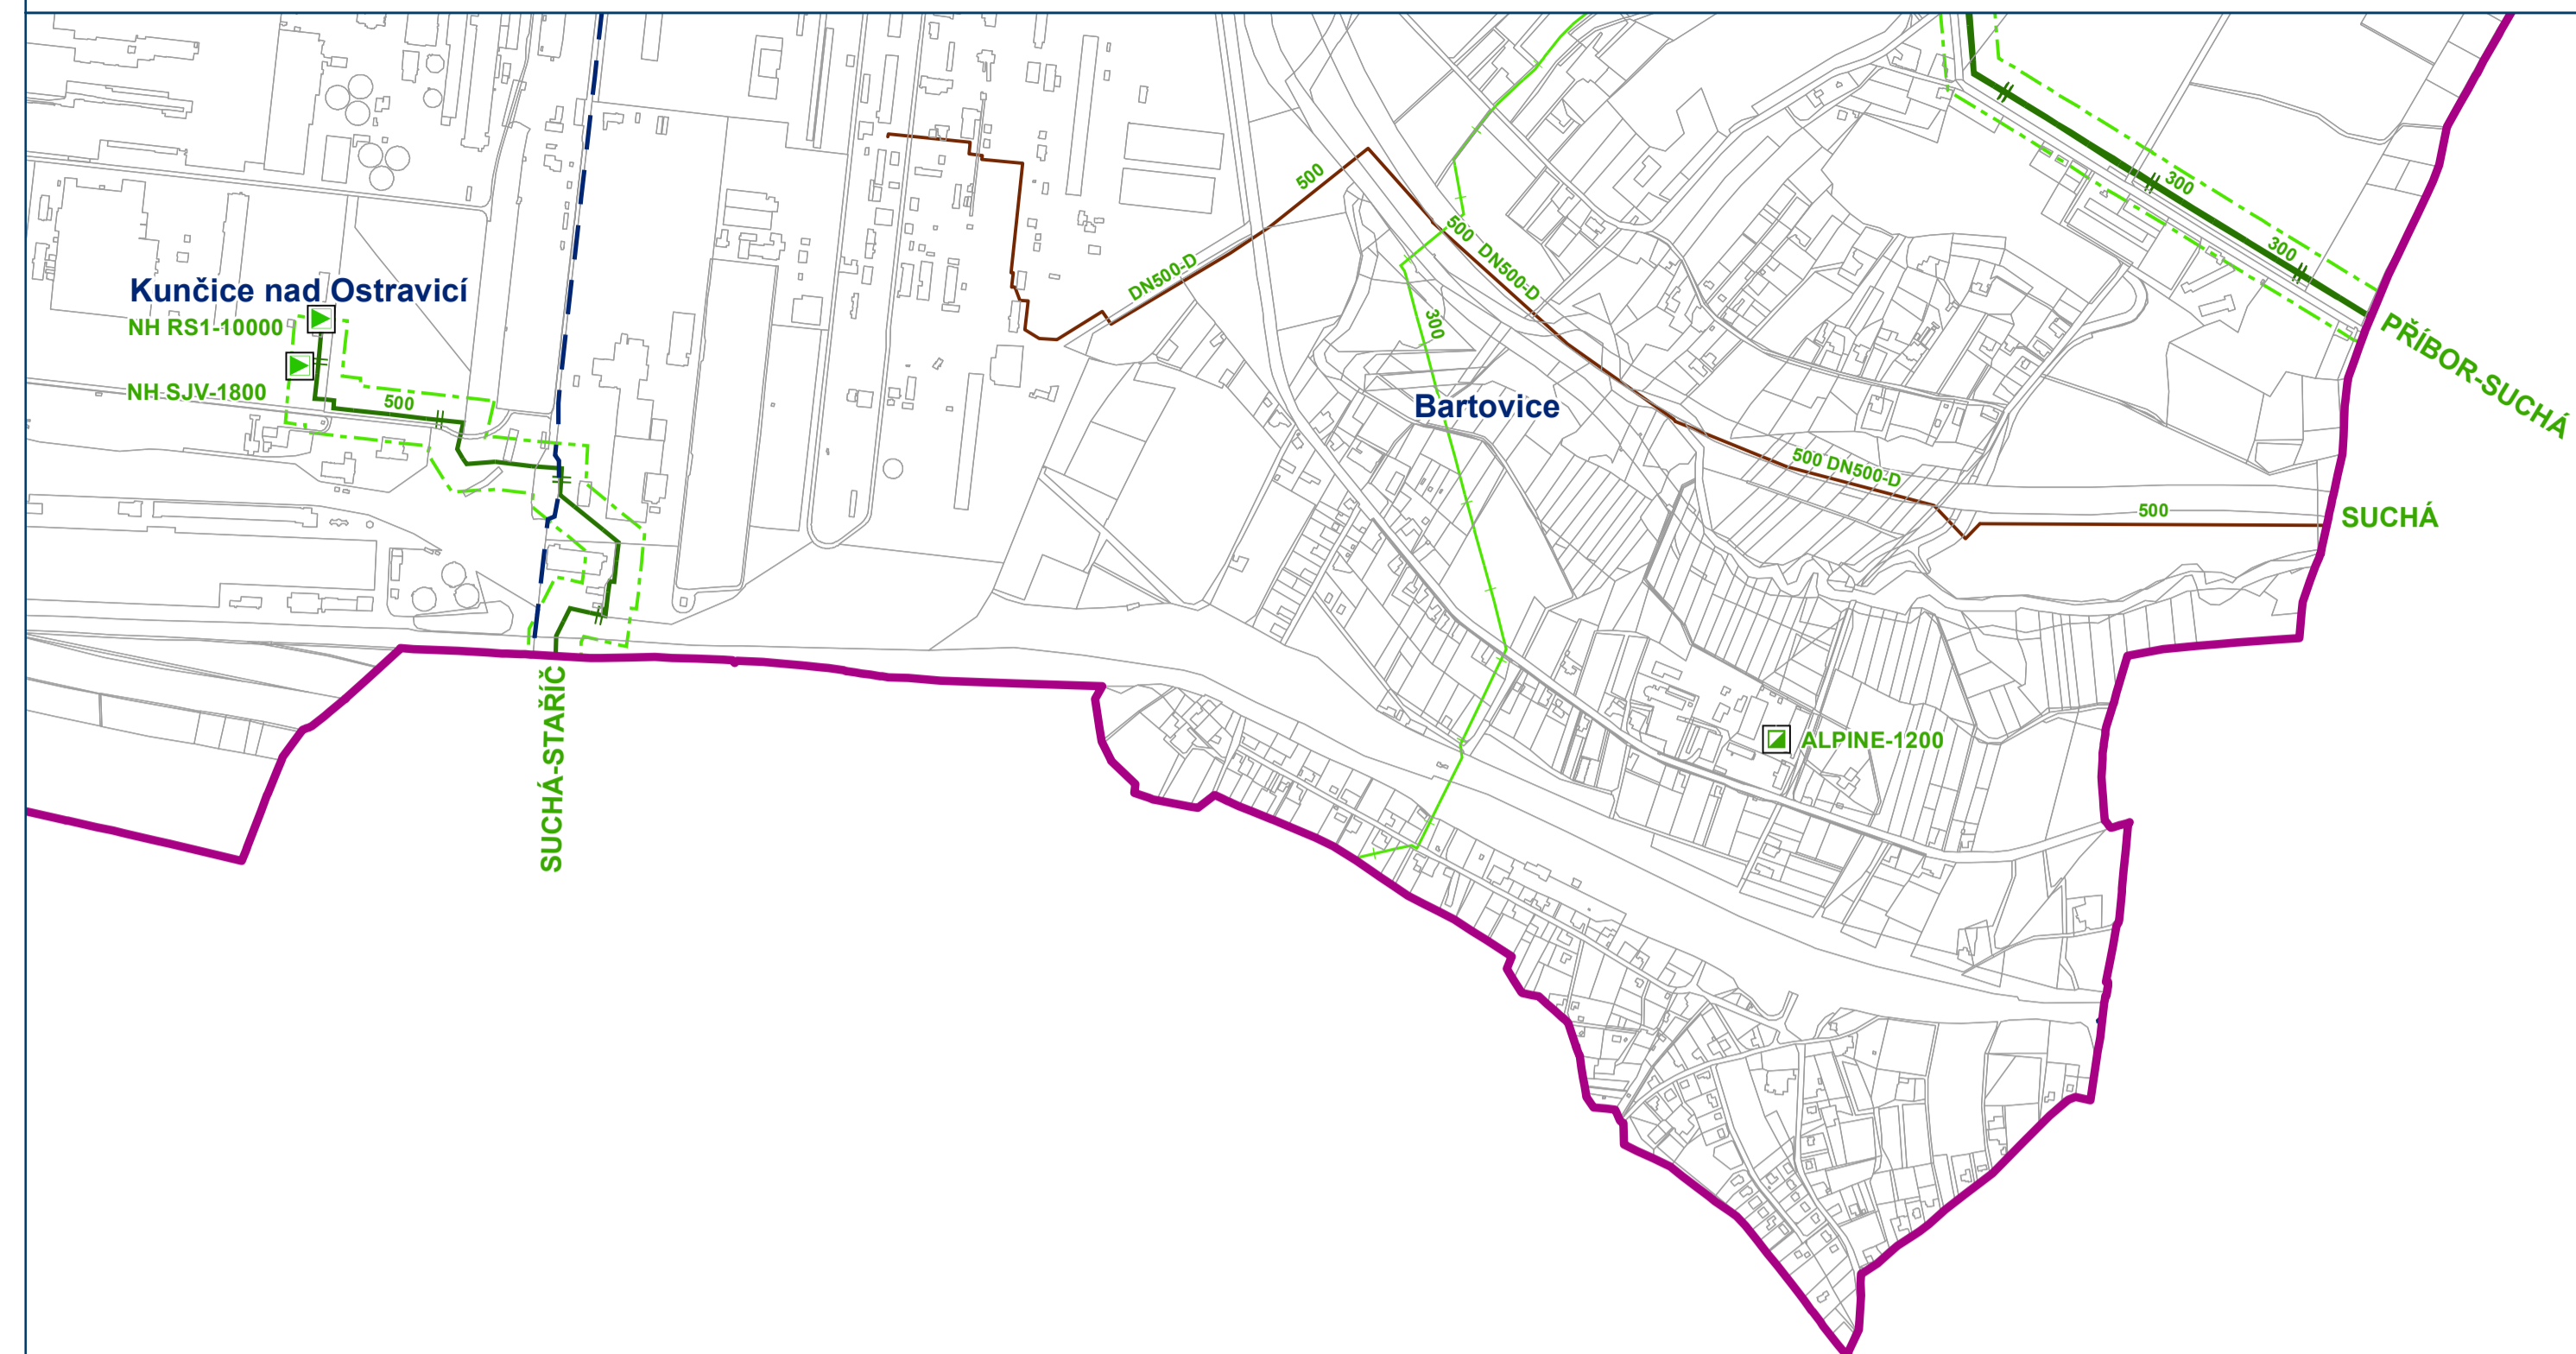 300
500
300
PŘÍBOR-SUCHÁ
500 DN500-D
DN500-D
Kunčice nad Ostravicí
NH RS1-10000
300
NH SJV-1800
500
Bartovice
500 DN500-D
500
SUCHÁ
SUCHÁ-STAŘÍČ
ALPINE-1200